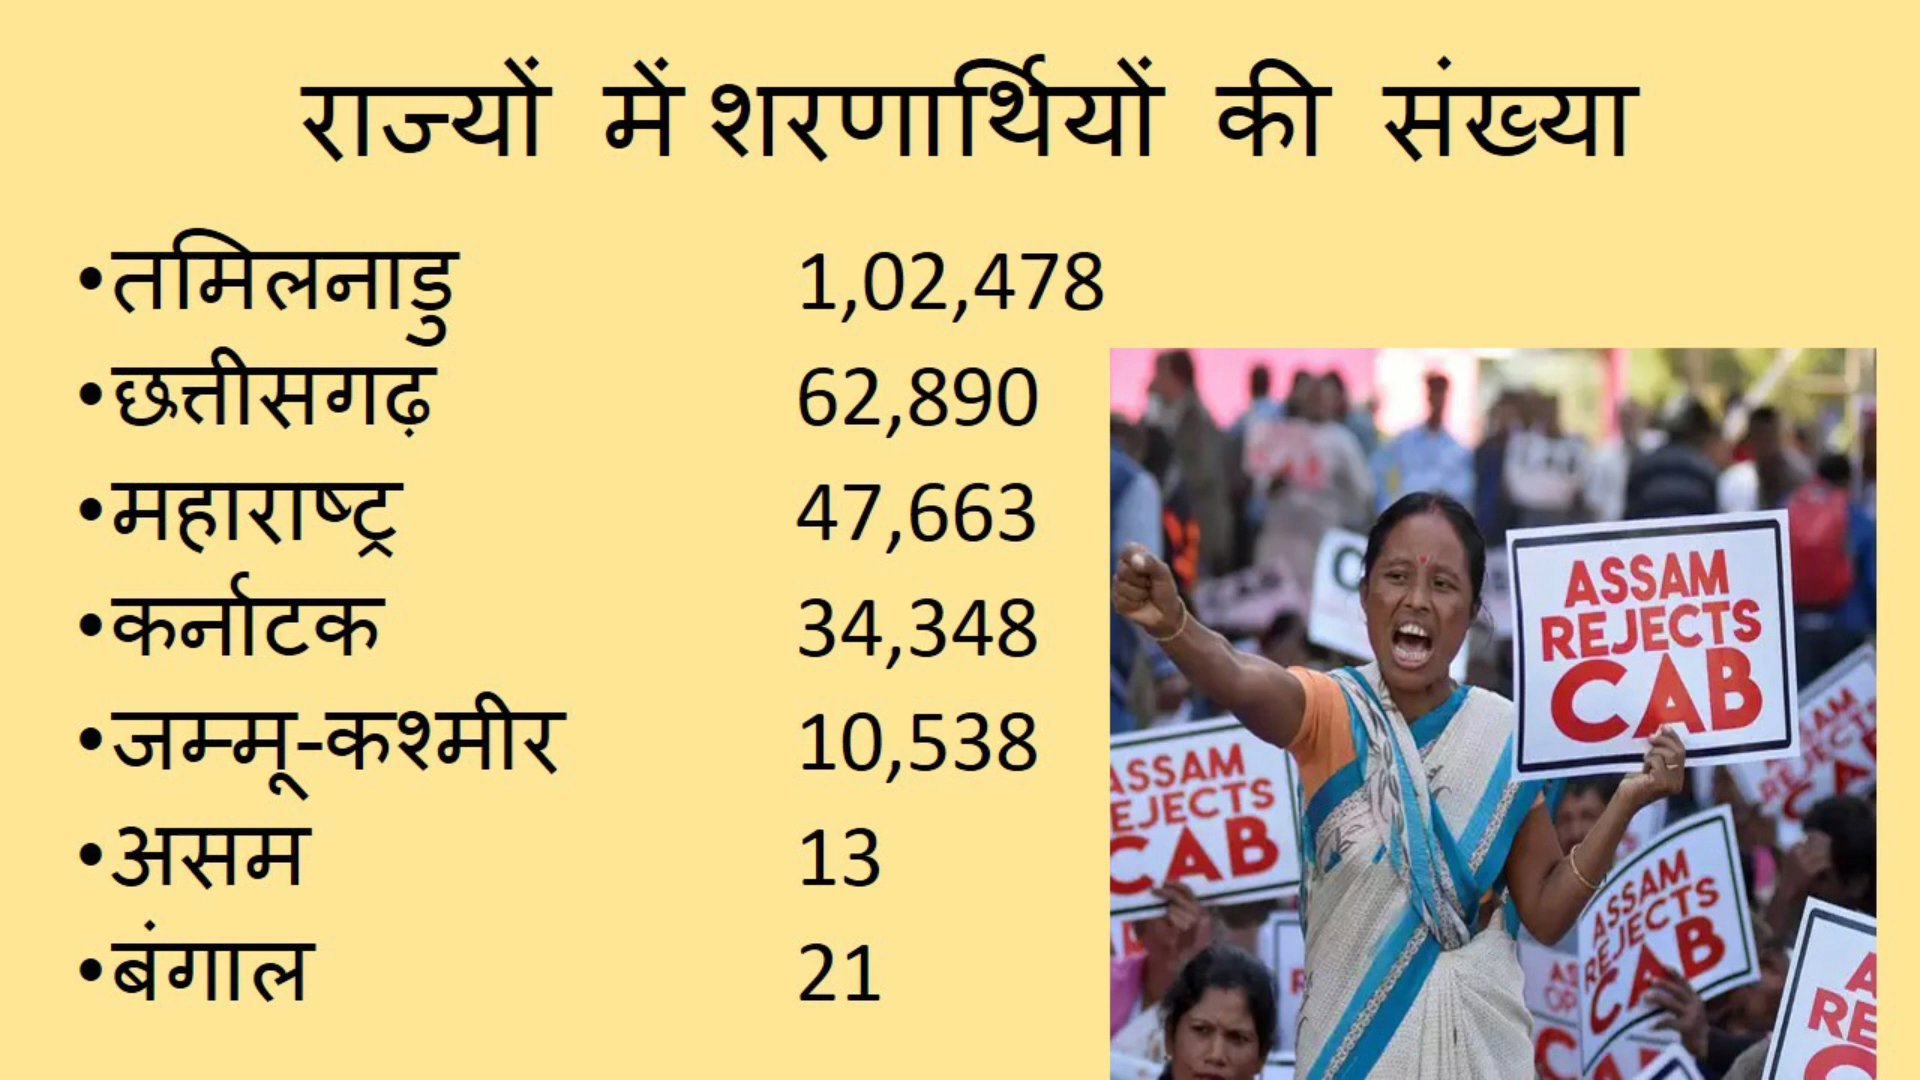 राज्यों में शरणार्थियों की संख्या
•तमिलनाडु 1,02,478
•छत्तीसगढ़ 62,890
•महाराष्ट्र 47,663
•कर्नाटक 34,348
•जम्मू-कश्मीर 10,538
•असम 13
•बंगाल 21
ASSAM
REJECTS
CAB
ASSAM
REJECTS
CAB
ASSAM
REJECTS
CAB